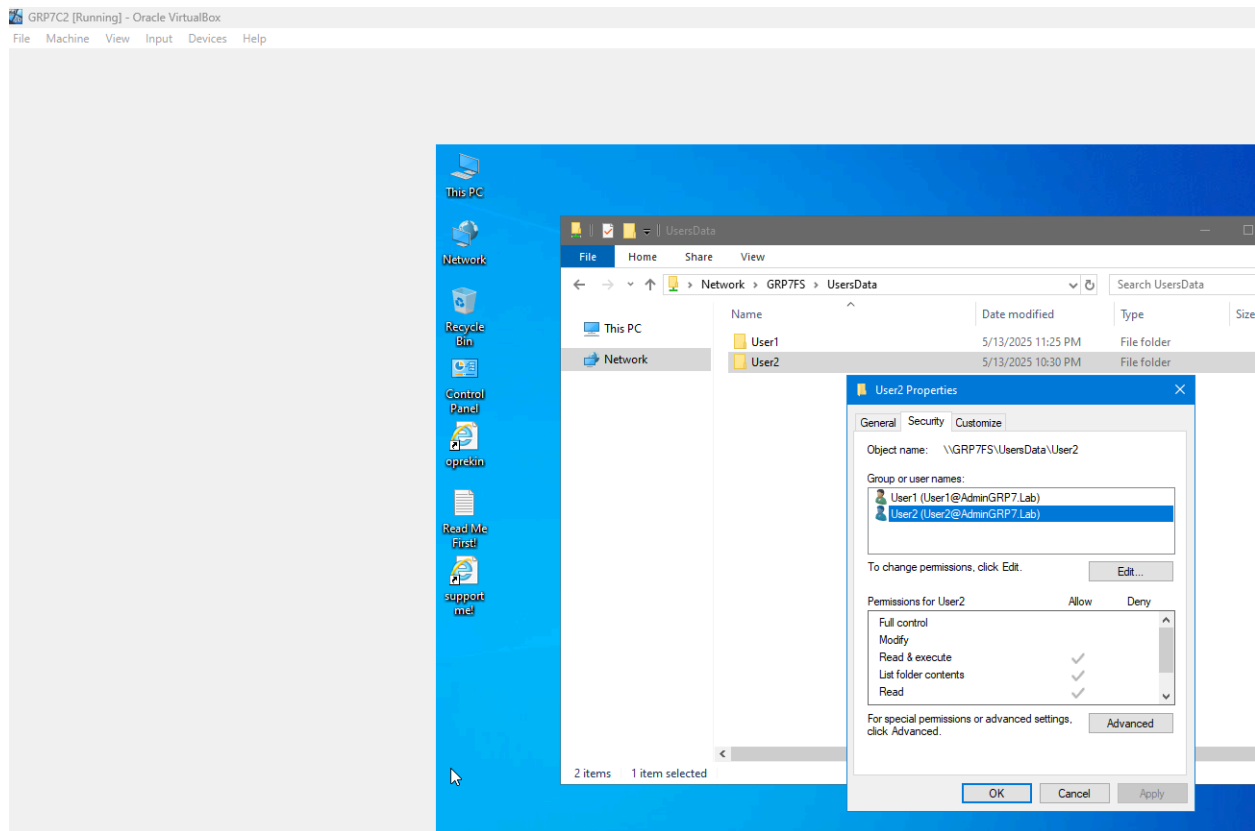 GRP7C2 [Running] - Oracle VirtualBox
File Machine View Input Devices Help
This PC
Network
Recycle
Bin
Control
Panel
oprekin
Read Me
First!
support
me!
UsersData
File Home Share View
Network > GRP7FS > UsersData
Search UsersData
This PC
Network
Name Date modified Type Size
User1 5/13/2025 11:25 PM File folder
User2 5/13/2025 10:30 PM File folder
2 items 1 item selected
User2 Properties
General Security Customize
Object name: \\GRP7FS\UsersData\User2
Group or user names:
User1 (User1@AdminGRP7.Lab)
User2 (User2@AdminGRP7.Lab)
To change permissions, click Edit.
Edit...
Permissions for User2 Allow Deny
Full control
Modify
Read & execute
List folder contents
Read
For special permissions or advanced settings,
click Advanced.
Advanced
OK Cancel Apply